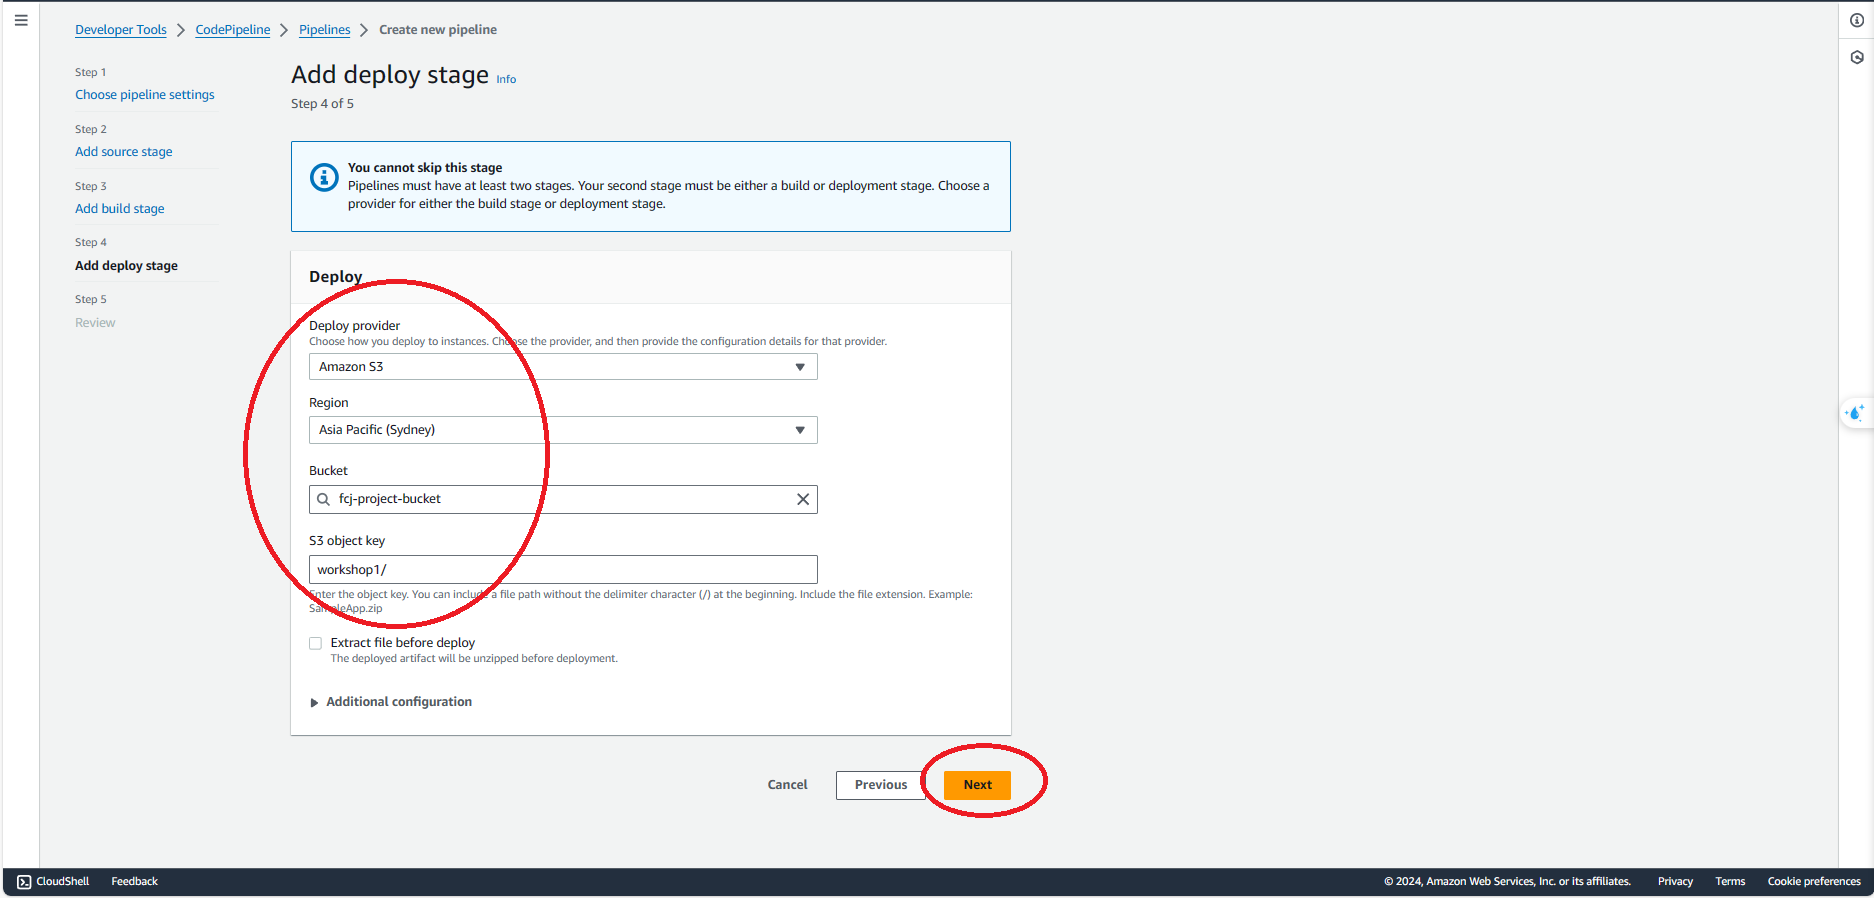 Developer Tools > CodePipeline > Pipelines > Create new pipeline
Step 1
Choose pipeline settings
Step 2
Add source stage
Step 3
Add build stage
Step 4
Add deploy stage
Step 5
Review
Add deploy stage Info
Step 4 of 5
You cannot skip this stage
Pipelines must have at least two stages. Your second stage must be either a build or deployment stage. Choose a
provider for either the build stage or deployment stage.
Deploy
Deploy provider
Choose how you deploy to instances. Choose the provider, and then provide the configuration details for that provider.
Amazon S3
Region
Asia Pacific (Sydney)
Bucket
fcj-project-bucket
S3 object key
workshop1/
Enter the object key. You can include a file path without the delimiter character (/) at the beginning. Include the file extension. Example:
SampleApp.zip
Extract file before deploy
The deployed artifact will be unzipped before deployment.
Additional configuration
Cancel
Previous
Next
CloudShell
Feedback
© 2024, Amazon Web Services, Inc. or its affiliates.
Privacy
Terms
Cookie preferences